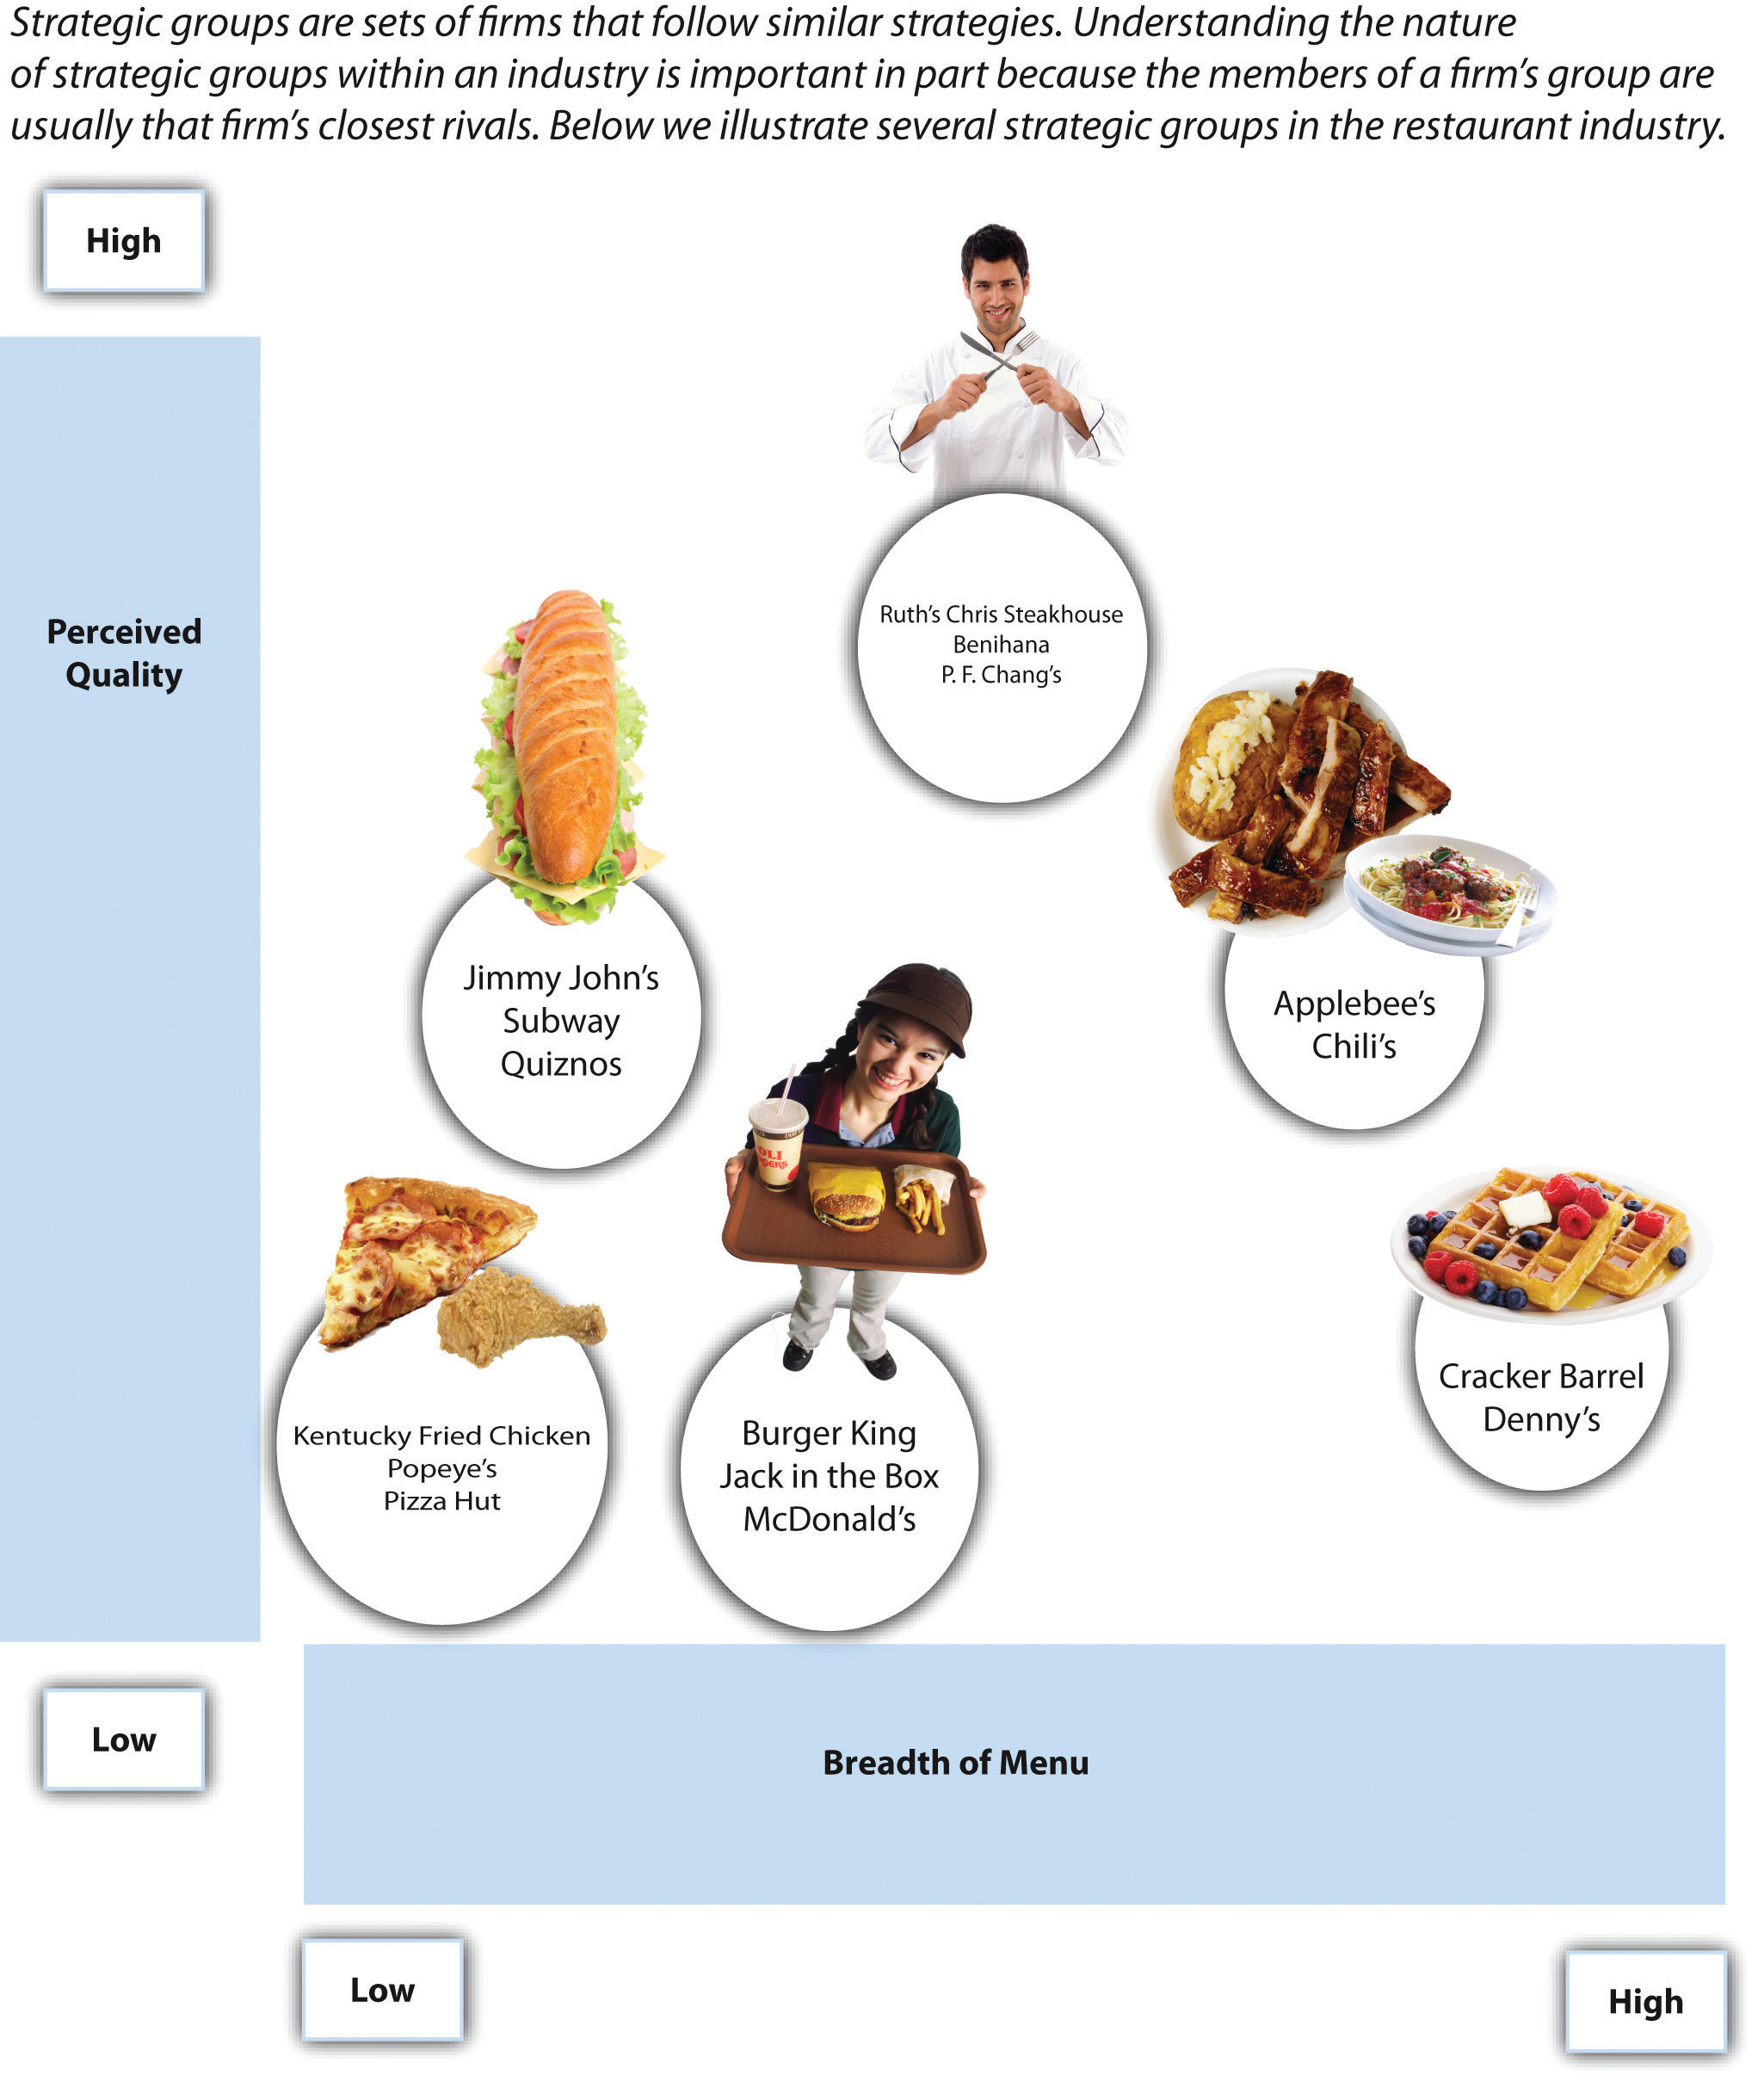 Strategic groups are sets of firms that follow similar strategies. Understanding the nature
of strategic groups within an industry is important in part because the members of a firm’s group are
usually that firm’s closest rivals. Below we illustrate several strategic groups in the restaurant industry.
High
Perceived
Quality
Ruth’s Chris Steakhouse
Benihana
P. F. Chang’s
Jimmy John’s
Subway
Quiznos
Applebee’s
Chili’s
Kentucky Fried Chicken
Popeye’s
Pizza Hut
Burger King
Jack in the Box
McDonald’s
Cracker Barrel
Denny’s
Low
Breadth of Menu
Low
High